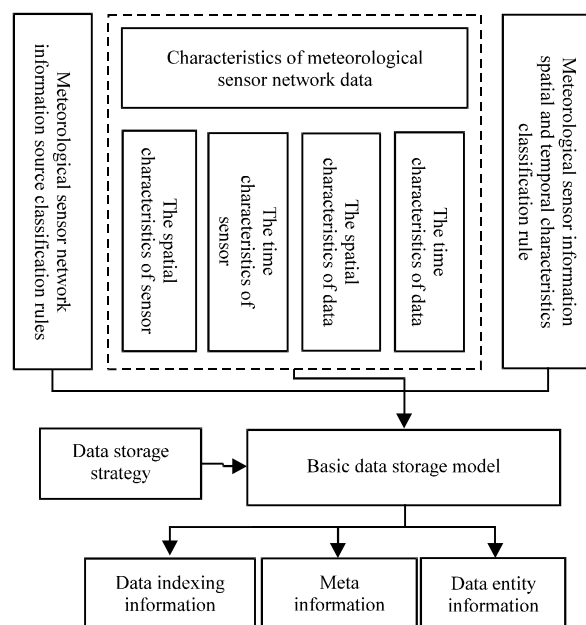 Meteorological sensor network
information source classification rules
Characteristics of meteorological
sensor network data
The spatial
characteristics of sensor
The time
characteristics of
sensor
The spatial
characteristics of data
The time
characteristics of data
Meteorological sensor information
spatial and temporal characteristics
classification rule
Data storage
strategy
Basic data storage model
Data indexing
information
Meta
information
Data entity
information